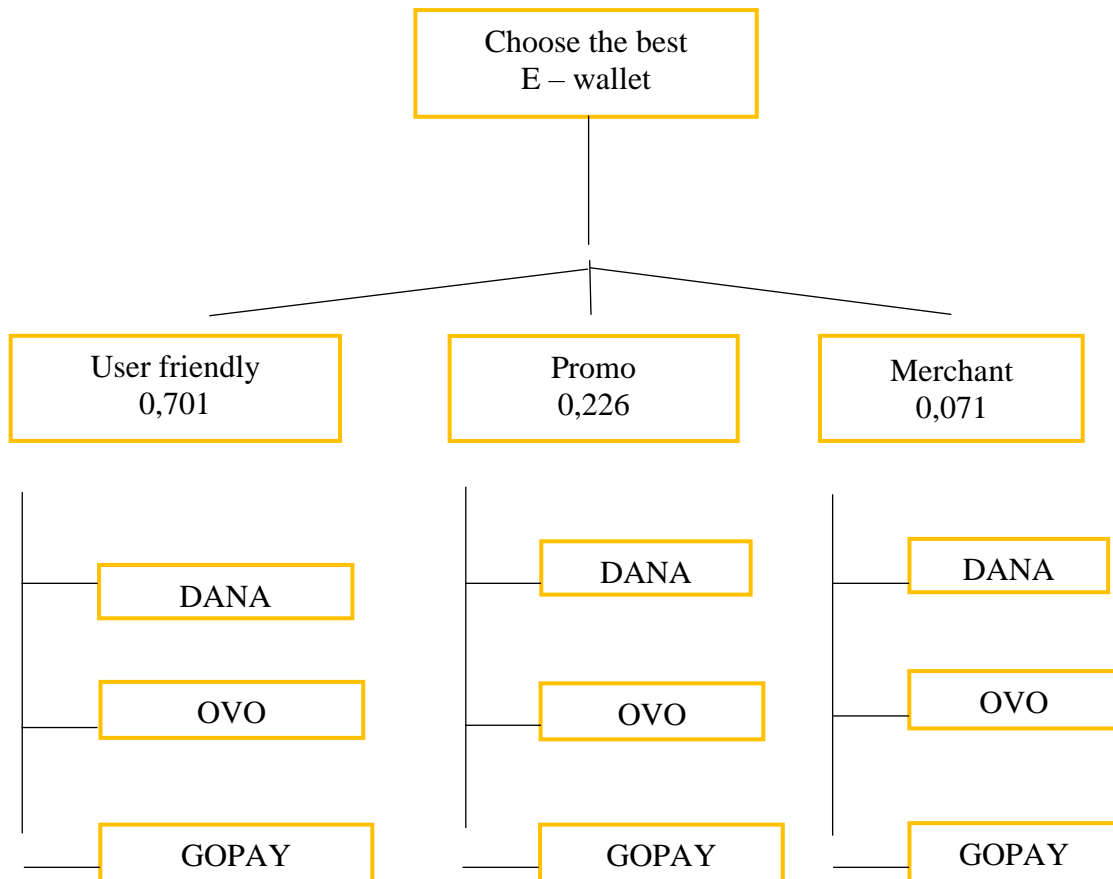 Choose the best
E – wallet
User friendly
0,701
Promo
0,226
Merchant
0,071
DANA
OVO
GOPAY
DANA
OVO
GOPAY
DANA
OVO
GOPAY